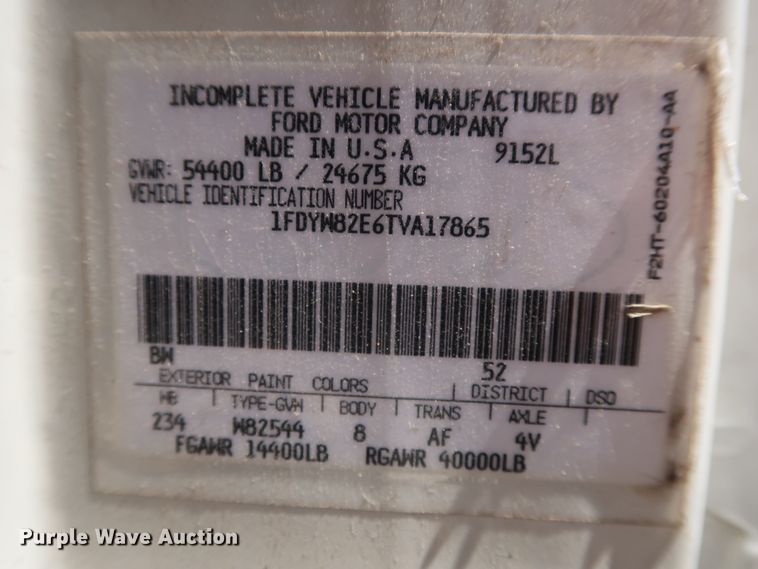 INCOMPLETE VEHICLE MANUFACTURED BY
FORD MOTOR COMPANY
MADE IN U.S.A 9152L
GVWR: 54400 LB / 24675 KG
VEHICLE IDENTIFICATION NUMBER
1FDYW82E6TVA17865
F2HT-60204A10-AA
BW 52
EXTERIOR PAINT COLORS | DISTRICT | DSO
WB | TYPE-GVW | BODY | TRANS | AXLE |
234 W82544 8 AF 4V
FGAWR 14400LB RGAWR 40000LB
Purple Wave Auction